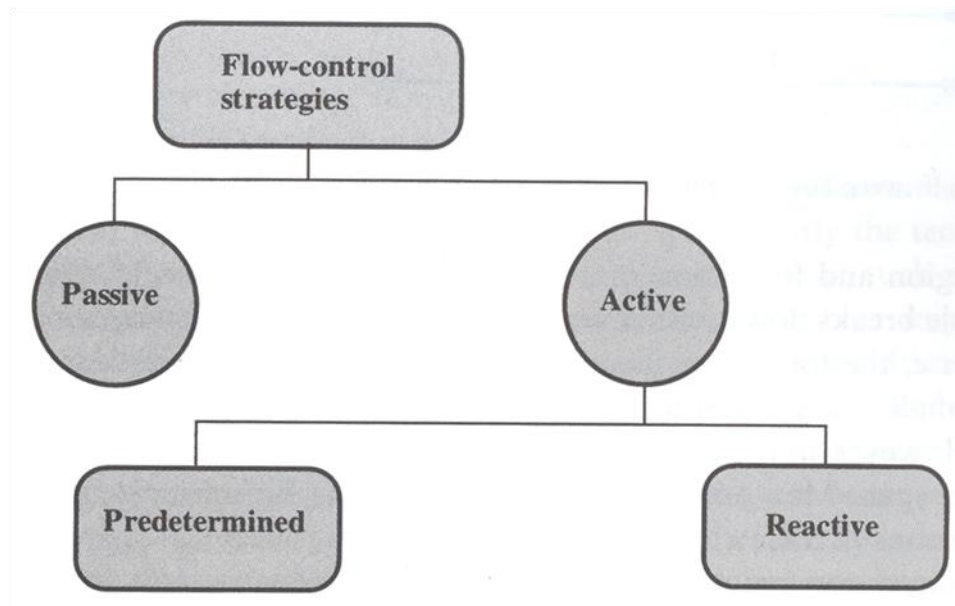 Flow-control
strategies
Passive
Active
Predetermined
Reactive